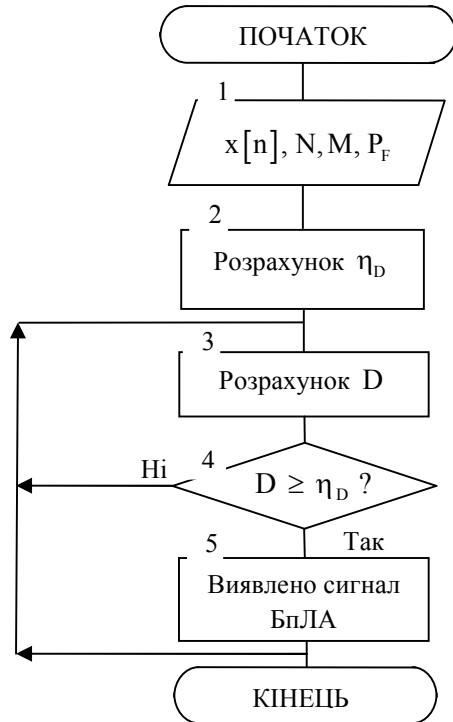 ПОЧАТОК
1
x[n], N, M, P_F
2
Розрахунок η_D
3
Розрахунок D
Ні
4
D ≥ η_D ?
5
Так
Виявлено сигнал
БпЛА
КІНЕЦЬ